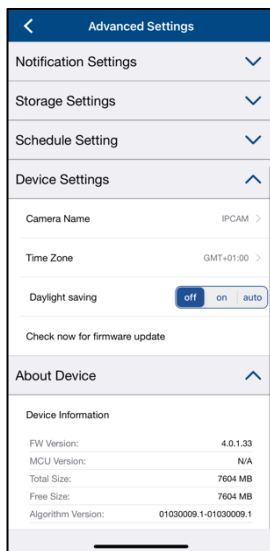 Advanced Settings
Notification Settings
Storage Settings
Schedule Setting
Device Settings
Camera Name IPCAM
Time Zone GMT+01:00
Daylight saving off on auto
Check now for firmware update
About Device
Device Information
FW Version: 4.0.1.33
MCU Version: N/A
Total Size: 7604 MB
Free Size: 7604 MB
Algorithm Version: 01030009.1-01030009.1